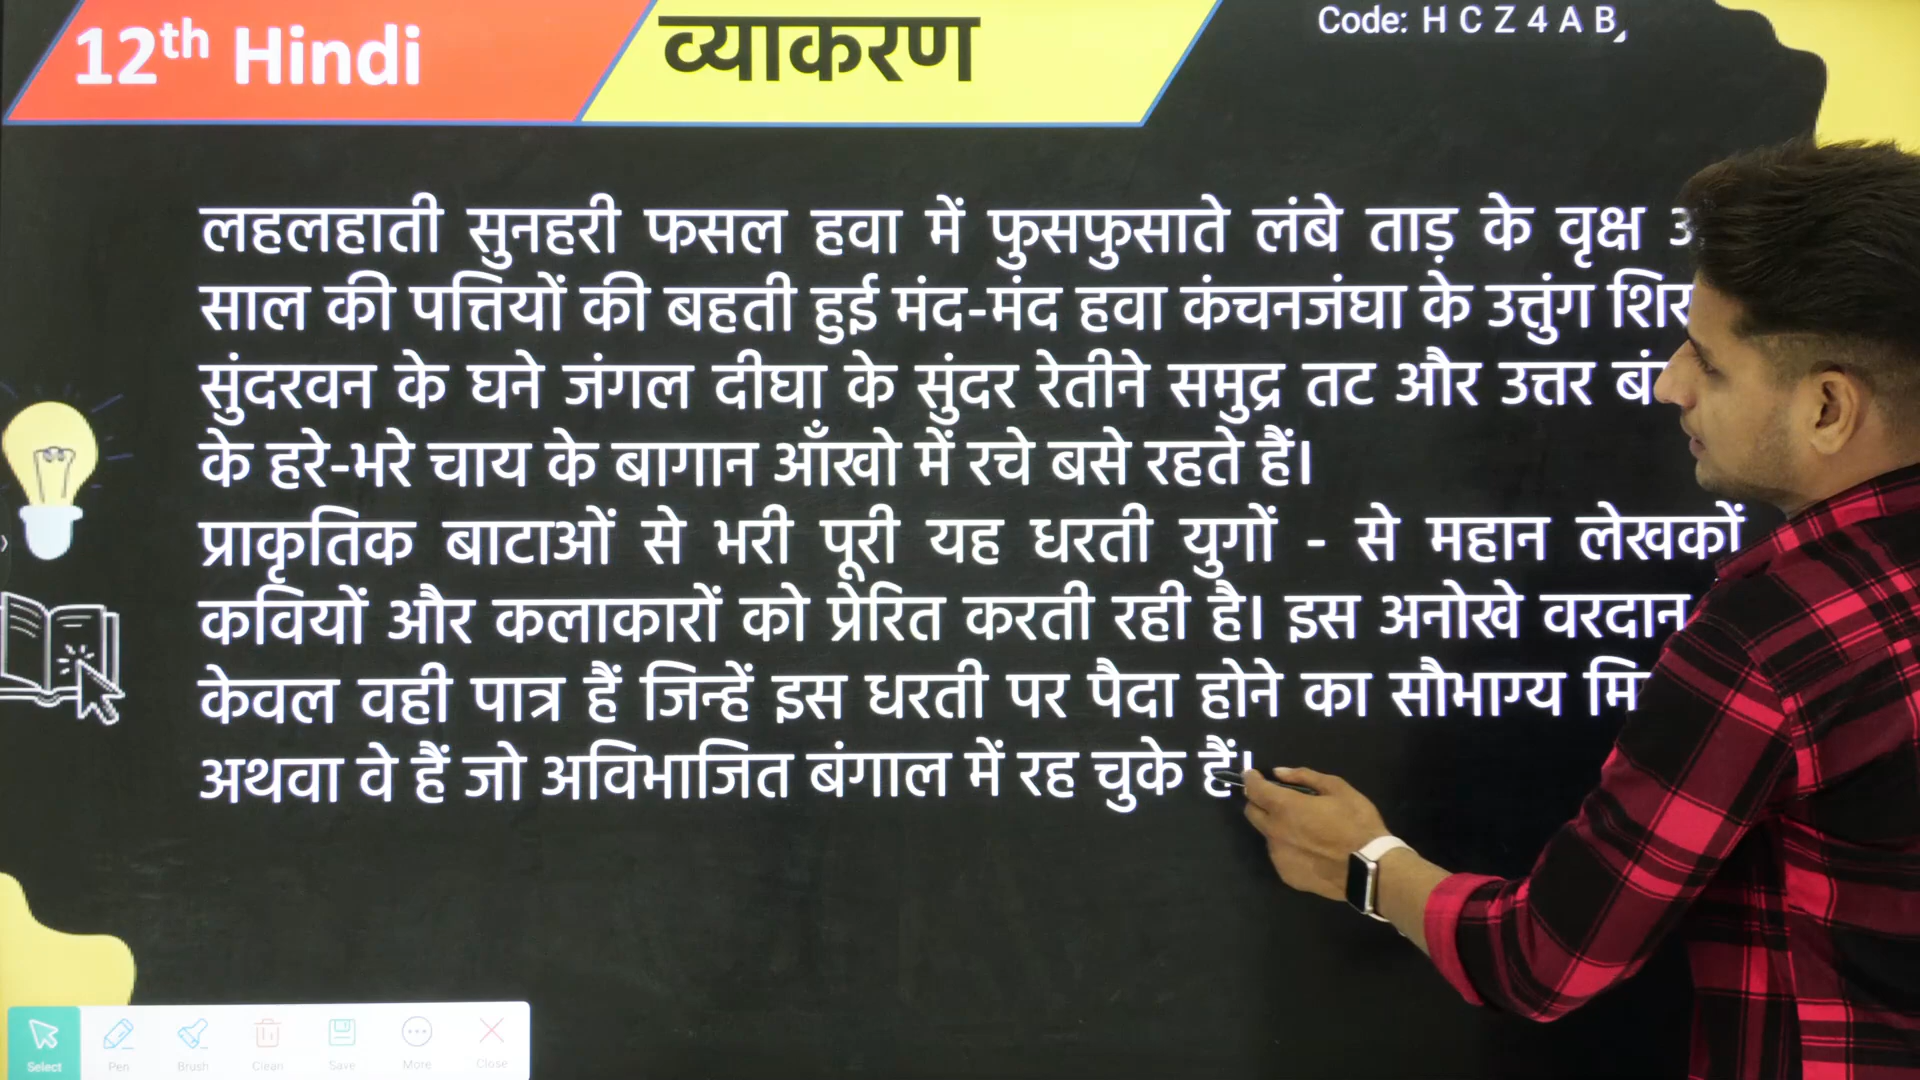 12th Hindi
व्याकरण
Code: H C Z 4 A B
लहलहाती सुनहरी फसल हवा में फुसफुसाते लंबे ताड़ के वृक्ष
साल की पत्तियों की बहती हुई मंद-मंद हवा कंचनजंघा के उत्तुंग
सुंदरवन के घने जंगल दीघा के सुंदर रेतीने समुद्र तट और उत्तर
के हरे-भरे चाय के बागान आँखो में रचे बसे रहते हैं।
प्राकृतिक बाटाओं से भरी पूरी यह धरती युगों - से महान लेखकों
कवियों और कलाकारों को प्रेरित करती रही है। इस अनोखे वरदान
केवल वही पात्र हैं जिन्हें इस धरती पर पैदा होने का सौभाग्य
अथवा वे हैं जो अविभाजित बंगाल में रह चुके हैं।
Select Pen Brush Clean Save More Close